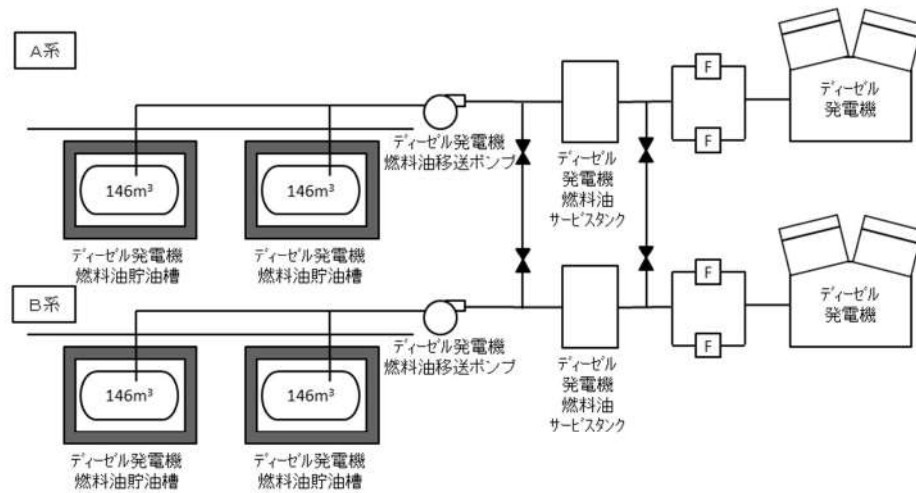 A系
F
F
ディーゼル
発電機
ディーゼル発電機
燃料油移送ポンプ
146m³
146m³
ディーゼル発電機
燃料油貯油槽
ディーゼル発電機
燃料油貯油槽
ディーゼル
発電機
燃料油
サービスタンク
B系
F
F
ディーゼル
発電機
ディーゼル発電機
燃料油移送ポンプ
146m³
146m³
ディーゼル発電機
燃料油貯油槽
ディーゼル発電機
燃料油貯油槽
ディーゼル
発電機
燃料油
サービスタンク